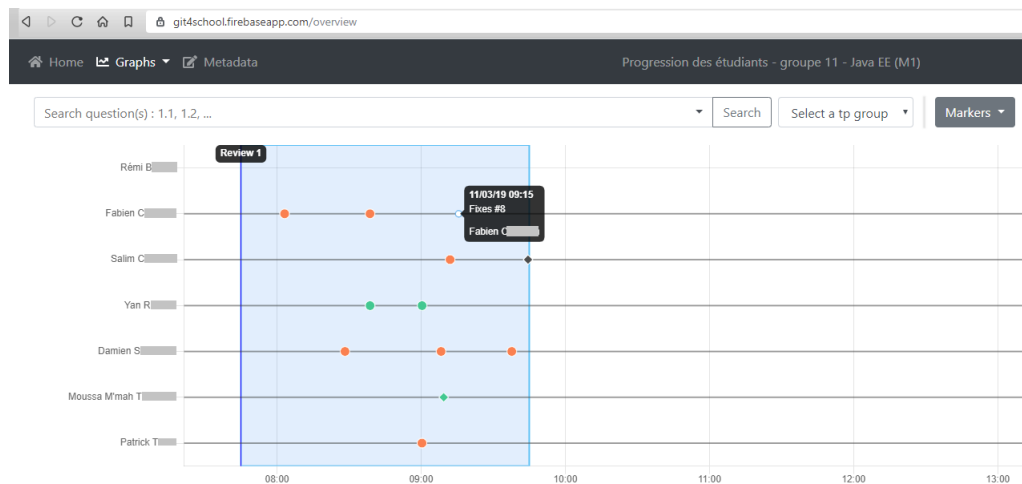 git4school.firebaseapp.com/overview
Home Graphs Metadata Progression des étudiants - groupe 11 - Java EE (M1)
Search question(s) : 1.1, 1.2, ... Search Select a tp group Markers
Review 1
Rémi B
11/03/19 09:15
Fixes #8
Fabien C
Fabien C
Salim C
Yan R
Damien S
Moussa M'mah T
Patrick T
08:00 09:00 10:00 11:00 12:00 13:00